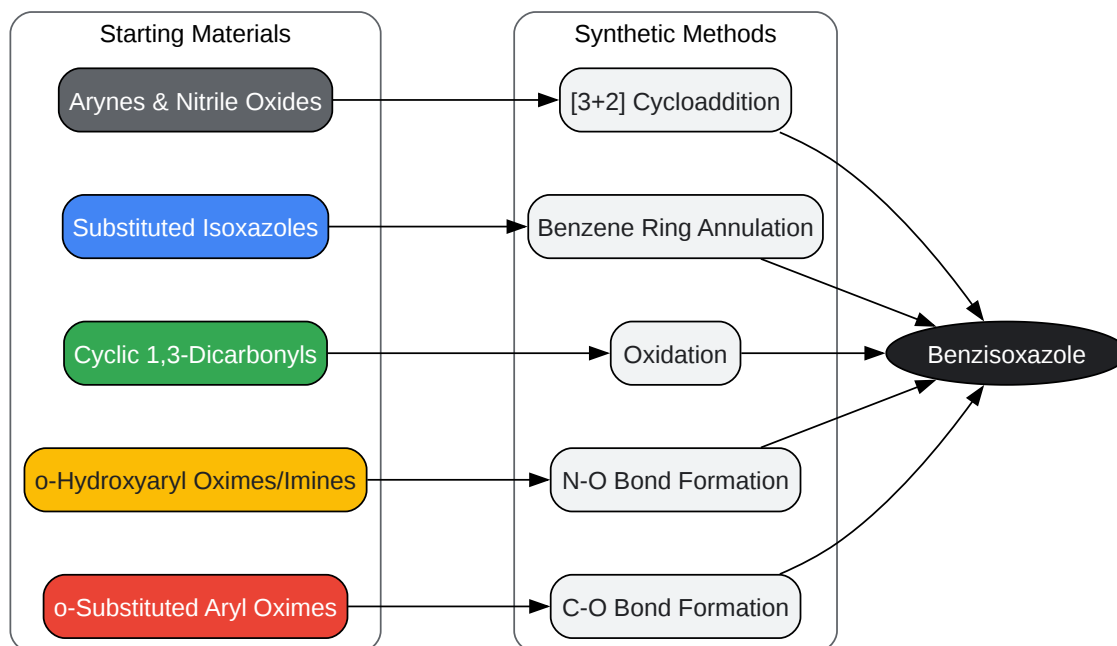 Starting Materials
Synthetic Methods
Arynes & Nitrile Oxides
[3+2] Cycloaddition
Substituted Isoxazoles
Benzene Ring Annulation
Cyclic 1,3-Dicarbonyls
Oxidation
Benzisoxazole
o-Hydroxyaryl Oximes/Imines
N-O Bond Formation
o-Substituted Aryl Oximes
C-O Bond Formation